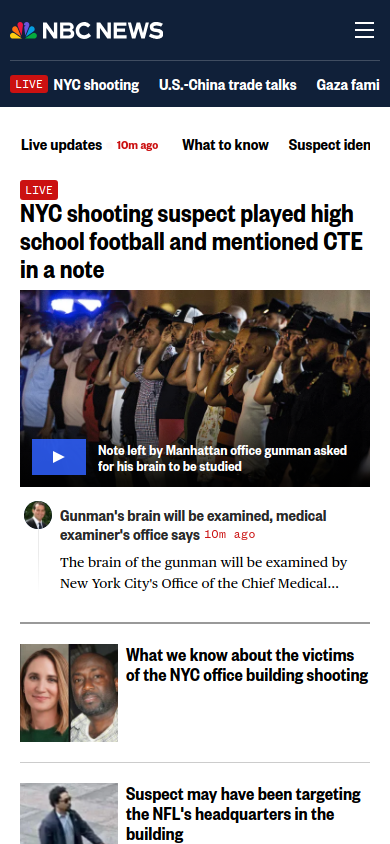 NBC NEWS
LIVE NYC shooting U.S.-China trade talks Gaza fami
Live updates 10m ago What to know Suspect iden
LIVE
NYC shooting suspect played high
school football and mentioned CTE
in a note
Note left by Manhattan office gunman asked
for his brain to be studied
Gunman's brain will be examined, medical
examiner's office says 10m ago
The brain of the gunman will be examined by
New York City's Office of the Chief Medical...
What we know about the victims
of the NYC office building shooting
Suspect may have been targeting
the NFL's headquarters in the
building